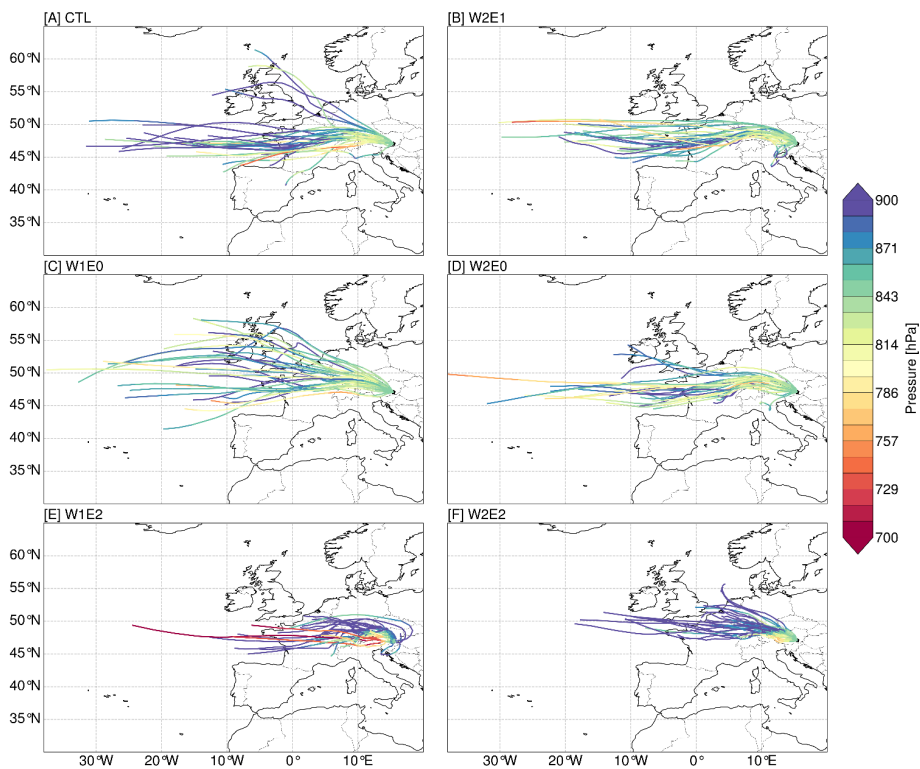 [A] CTL
[B] W2E1
60°N
55°N
50°N
45°N
40°N
35°N
[C] W1E0
[D] W2E0
60°N
55°N
50°N
45°N
40°N
35°N
[E] W1E2
[F] W2E2
60°N
55°N
50°N
45°N
40°N
35°N
30°W 20°W 10°W 0° 10°E
30°W 20°W 10°W 0° 10°E
900
871
843
814
786
757
729
700
Pressure [hPa]